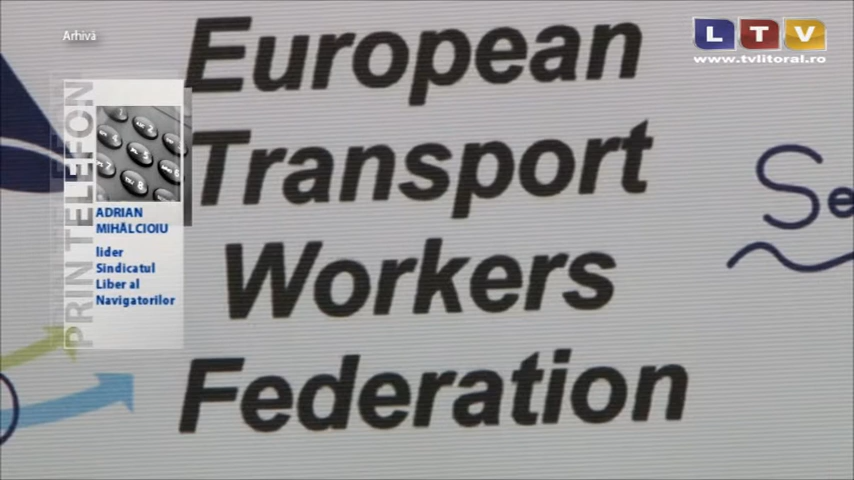 Arhivă
LTV
www.tvlitoral.ro
European
Transport
Workers
Federation
Se
PRIN TELEFON
ADRIAN
MIHĂLCIOIU
lider
Sindicatul
Liber al
Navigatorilor